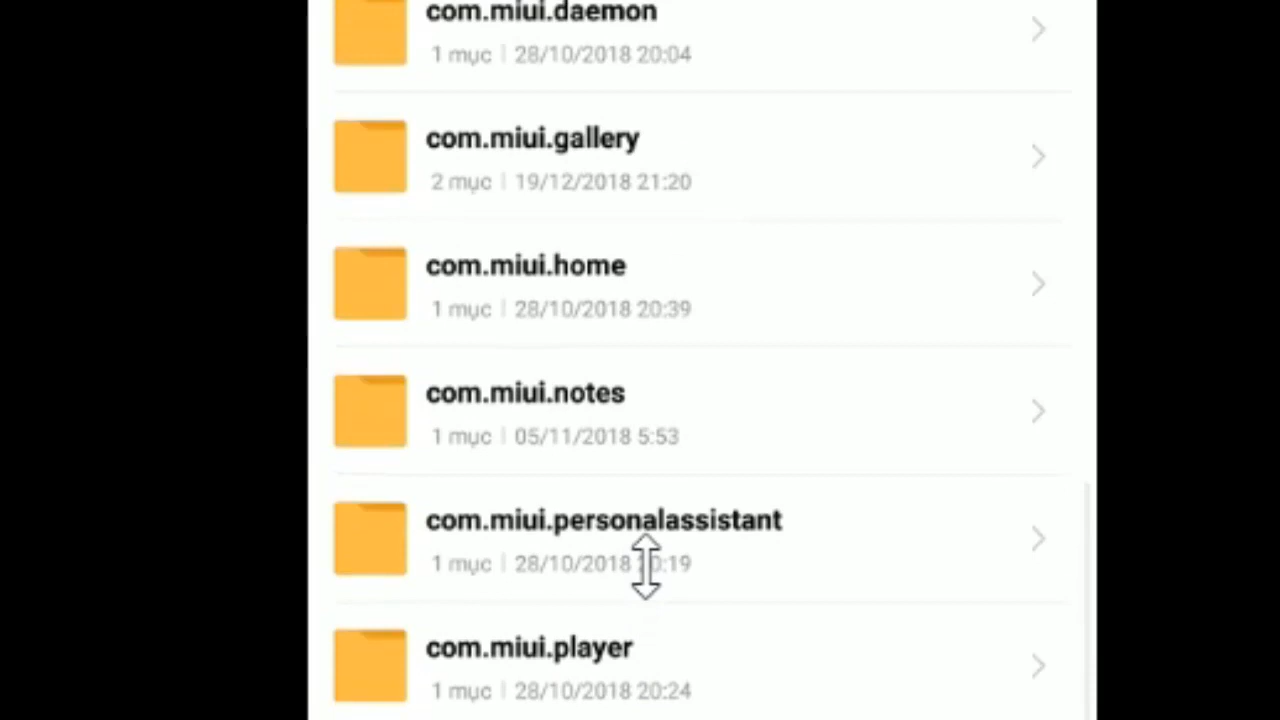 com.miui.daemon
1 mục | 28/10/2018 20:04
com.miui.gallery
2 mục | 19/12/2018 21:20
com.miui.home
1 mục | 28/10/2018 20:39
com.miui.notes
1 mục | 05/11/2018 5:53
com.miui.personalassistant
1 mục | 28/10/2018 20:19
com.miui.player
1 mục | 28/10/2018 20:24